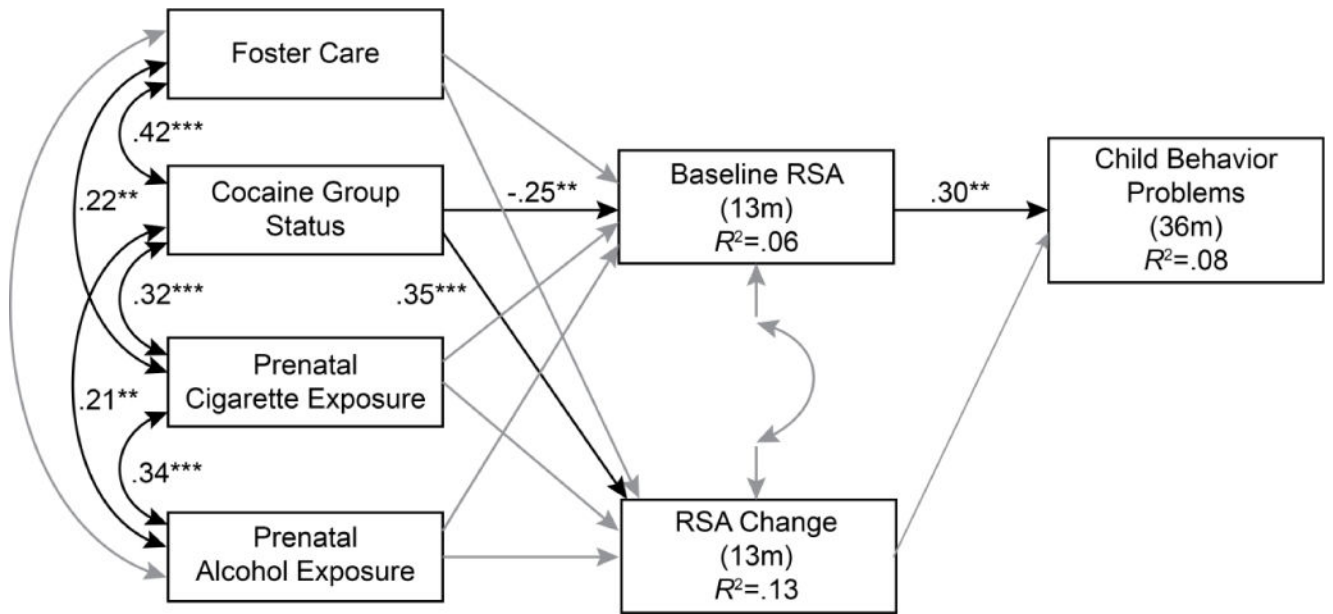 Foster Care
.42***
Cocaine Group
Status
.22**
.32***
Prenatal
Cigarette Exposure
.21**
.34***
Prenatal
Alcohol Exposure
-.25**
.35***
Baseline RSA
(13m)
R²=.06
RSA Change
(13m)
R²=.13
.30**
Child Behavior
Problems
(36m)
R²=.08